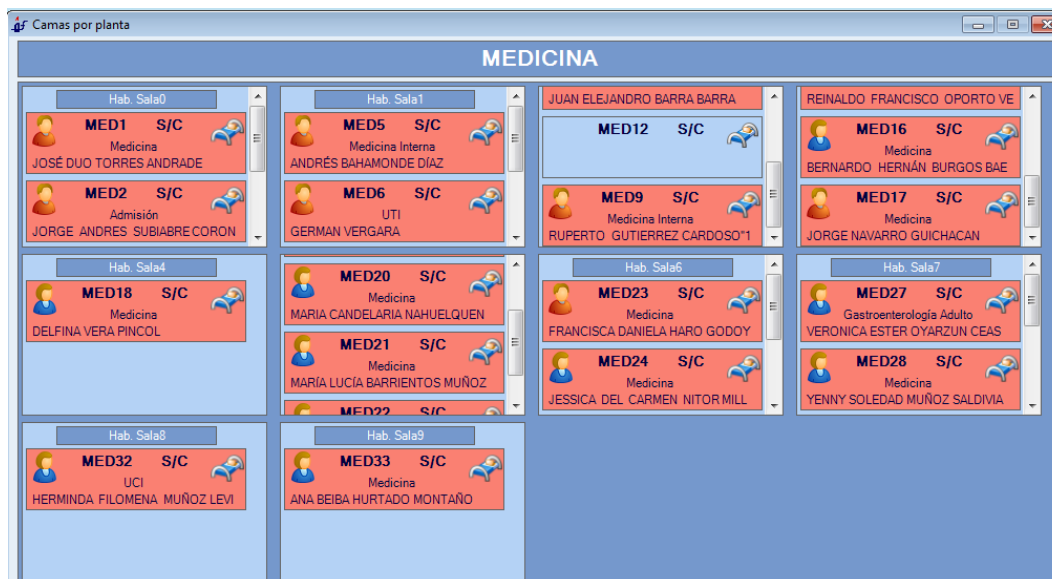 Camas por planta
MEDICINA
Hab. Sala0
MED1 S/C
Medicina
JOSÉ DUO TORRES ANDRADE
MED2 S/C
Admisión
JORGE ANDRES SUBIABRE CORON
Hab. Sala1
MED5 S/C
Medicina Interna
ANDRÉS BAHAMONDE DÍAZ
MED6 S/C
UTI
GERMAN VERGARA
JUAN ELEJANDRO BARRA BARRA
MED12 S/C
MED9 S/C
Medicina Interna
RUPERTO GUTIERREZ CARDOSO"1
REINALDO FRANCISCO OPORTO VE
MED16 S/C
Medicina
BERNARDO HERNÁN BURGOS BAE
MED17 S/C
Medicina
JORGE NAVARRO GUICHACAN
Hab. Sala4
MED18 S/C
Medicina
DELFINA VERA PINCOL
MED20 S/C
Medicina
MARIA CANDELARIA NAHUELQUEN
MED21 S/C
Medicina
MARÍA LUCÍA BARRIENTOS MUÑOZ
MED22 S/C
Hab. Sala6
MED23 S/C
Medicina
FRANCISCA DANIELA HARO GODOY
MED24 S/C
Medicina
JESSICA DEL CARMEN NITOR MILL
Hab. Sala7
MED27 S/C
Gastroenterología Adulto
VERONICA ESTER OYARZUN CEAS
MED28 S/C
Medicina
YENNY SOLEDAD MUÑOZ SALDIVIA
Hab. Sala8
MED32 S/C
UCI
HERMINDA FILOMENA MUÑOZ LEVI
Hab. Sala9
MED33 S/C
Medicina
ANA BEIBA HURTADO MONTAÑO